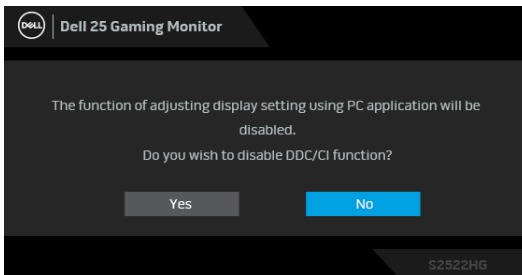 DELL
Dell 25 Gaming Monitor
The function of adjusting display setting using PC application will be
disabled.
Do you wish to disable DDC/CI function?
Yes
No
S2522HG